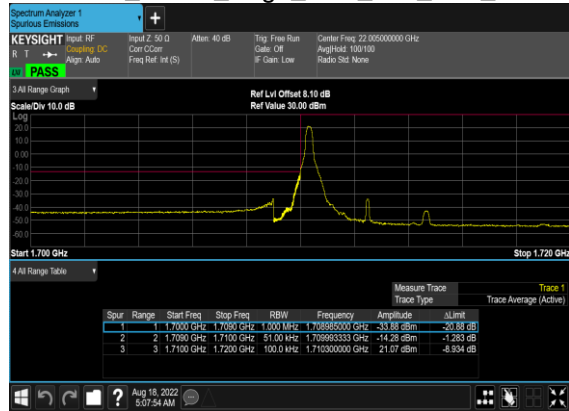 Spectrum Analyzer 1
Spurious Emissions
KEYSIGHT Input: RF Input Z: 50 Ω Atten: 40 dB Trig: Free Run Center Freq: 22.005000000 GHz
R T Coupling: DC Corr CCorr Gate: Off Avg|Hold: 100/100
Align: Auto Freq Ref: Int (S) IF Gain: Low Radio Std: None
PASS
3 All Range Graph
Ref Lvl Offset 8.10 dB
Scale/Div 10.0 dB Ref Value 30.00 dBm
Log
20.0
10.0
0.00
-10.0
-20.0
-30.0
-40.0
-50.0
-60.0
Start 1.700 GHz Stop 1.720 GHz
4 All Range Table
Measure Trace Trace 1
Trace Type Trace Average (Active)
Spur Range Start Freq Stop Freq RBW Frequency Amplitude ΔLimit
1 1 1.7000 GHz 1.7090 GHz 1.000 MHz 1.708985000 GHz -33.88 dBm -20.88 dB
2 2 1.7090 GHz 1.7100 GHz 51.00 kHz 1.709993333 GHz -14.28 dBm -1.283 dB
3 3 1.7100 GHz 1.7200 GHz 100.0 kHz 1.710300000 GHz 21.07 dBm -8.934 dB
? Aug 18, 2022
5:07:54 AM